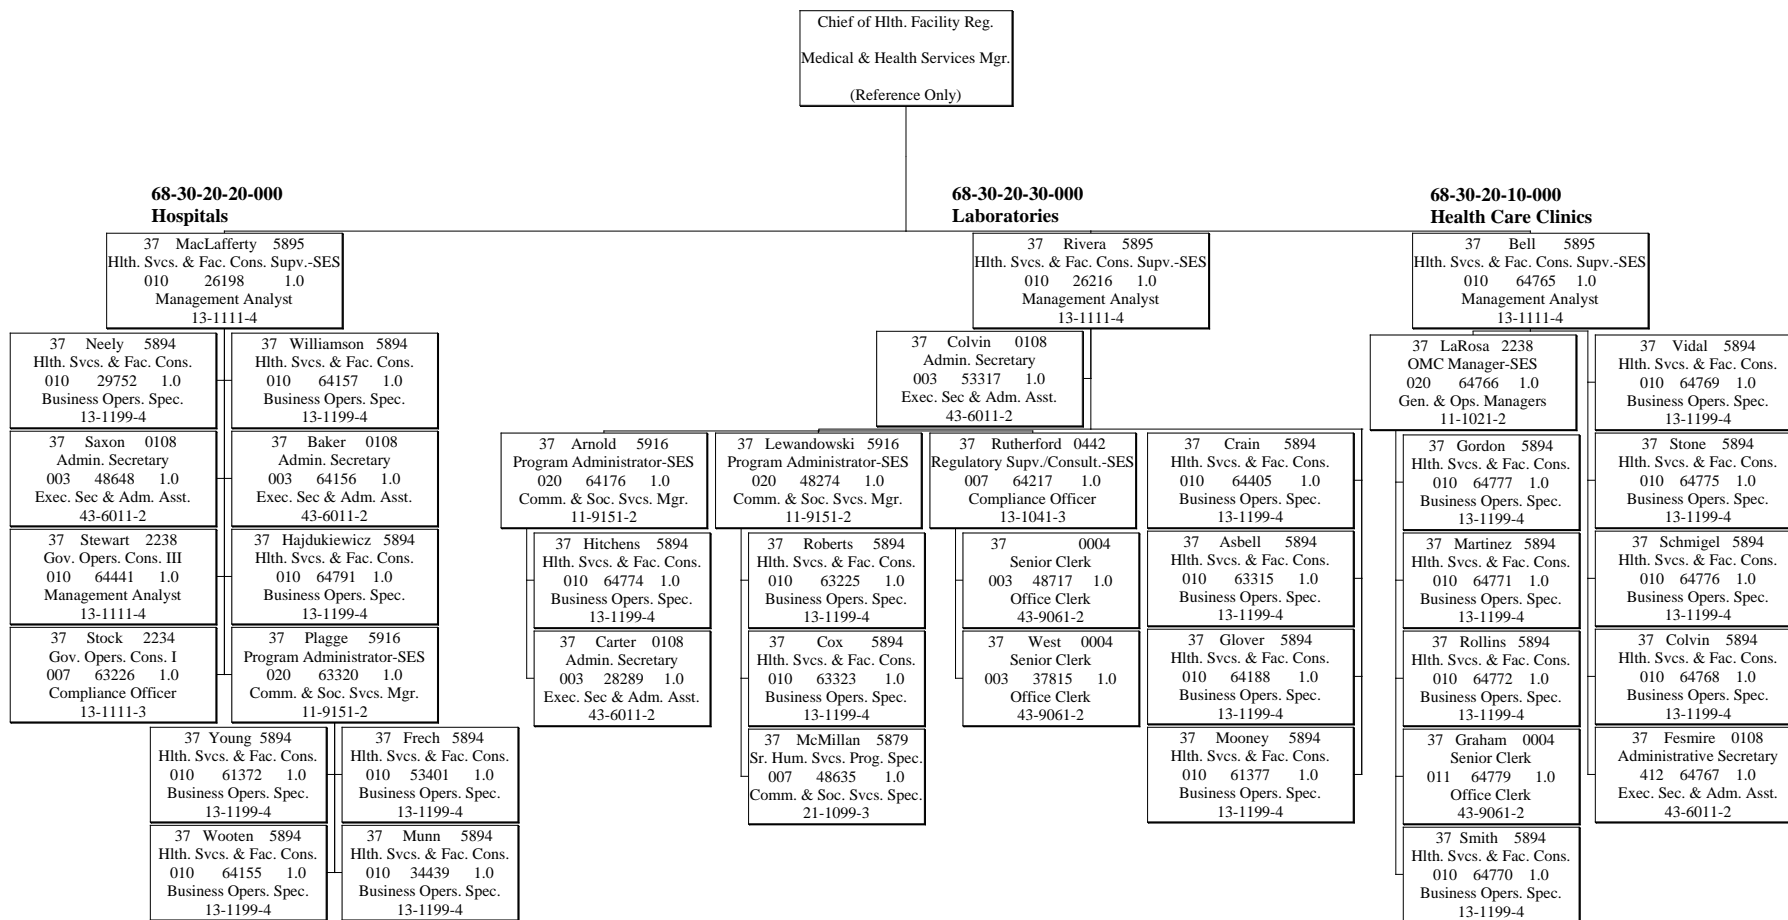 Chief of Hlth. Facility Reg.
Medical & Health Services Mgr.
(Reference Only)
68-30-20-20-000
Hospitals
37 MacLafferty 5895
Hlth. Svcs. & Fac. Cons. Supv.-SES
010 26198 1.0
Management Analyst
13-1111-4
37 Neely 5894
Hlth. Svcs. & Fac. Cons.
010 29752 1.0
Business Opers. Spec.
13-1199-4
37 Williamson 5894
Hlth. Svcs. & Fac. Cons.
010 64157 1.0
Business Opers. Spec.
13-1199-4
37 Saxon 0108
Admin. Secretary
003 48648 1.0
Exec. Sec & Adm. Asst.
43-6011-2
37 Baker 0108
Admin. Secretary
003 64156 1.0
Exec. Sec & Adm. Asst.
43-6011-2
37 Stewart 2238
Gov. Opers. Cons. III
010 64441 1.0
Management Analyst
13-1111-4
37 Hajdukiewicz 5894
Hlth. Svcs. & Fac. Cons.
010 64791 1.0
Business Opers. Spec.
13-1199-4
37 Stock 2234
Gov. Opers. Cons. I
007 63226 1.0
Compliance Officer
13-1111-3
37 Plagge 5916
Program Administrator-SES
020 63320 1.0
Comm. & Soc. Svcs. Mgr.
11-9151-2
37 Young 5894
Hlth. Svcs. & Fac. Cons.
010 61372 1.0
Business Opers. Spec.
13-1199-4
37 Frech 5894
Hlth. Svcs. & Fac. Cons.
010 53401 1.0
Business Opers. Spec.
13-1199-4
37 Wooten 5894
Hlth. Svcs. & Fac. Cons.
010 64155 1.0
Business Opers. Spec.
13-1199-4
37 Munn 5894
Hlth. Svcs. & Fac. Cons.
010 34439 1.0
Business Opers. Spec.
13-1199-4
68-30-20-30-000
Laboratories
37 Rivera 5895
Hlth. Svcs. & Fac. Cons. Supv.-SES
010 26216 1.0
Management Analyst
13-1111-4
37 Colvin 0108
Admin. Secretary
003 53317 1.0
Exec. Sec & Adm. Asst.
43-6011-2
37 Arnold 5916
Program Administrator-SES
020 64176 1.0
Comm. & Soc. Svcs. Mgr.
11-9151-2
37 Hitchens 5894
Hlth. Svcs. & Fac. Cons.
010 64774 1.0
Business Opers. Spec.
13-1199-4
37 Carter 0108
Admin. Secretary
003 28289 1.0
Exec. Sec & Adm. Asst.
43-6011-2
37 Lewandowski 5916
Program Administrator-SES
020 48274 1.0
Comm. & Soc. Svcs. Mgr.
11-9151-2
37 Roberts 5894
Hlth. Svcs. & Fac. Cons.
010 63225 1.0
Business Opers. Spec.
13-1199-4
37 Cox 5894
Hlth. Svcs. & Fac. Cons.
010 63323 1.0
Business Opers. Spec.
13-1199-4
37 McMillan 5879
Sr. Hum. Svcs. Prog. Spec.
007 48635 1.0
Comm. & Soc. Svcs. Spec.
21-1099-3
37 Rutherford 0442
Regulatory Supv./Consult.-SES
007 64217 1.0
Compliance Officer
13-1041-3
37 0004
Senior Clerk
003 48717 1.0
Office Clerk
43-9061-2
37 West 0004
Senior Clerk
003 37815 1.0
Office Clerk
43-9061-2
37 Crain 5894
Hlth. Svcs. & Fac. Cons.
010 64405 1.0
Business Opers. Spec.
13-1199-4
37 Asbell 5894
Hlth. Svcs. & Fac. Cons.
010 63315 1.0
Business Opers. Spec.
13-1199-4
37 Glover 5894
Hlth. Svcs. & Fac. Cons.
010 64188 1.0
Business Opers. Spec.
13-1199-4
37 Mooney 5894
Hlth. Svcs. & Fac. Cons.
010 61377 1.0
Business Opers. Spec.
13-1199-4
68-30-20-10-000
Health Care Clinics
37 Bell 5895
Hlth. Svcs. & Fac. Cons. Supv.-SES
010 64765 1.0
Management Analyst
13-1111-4
37 LaRosa 2238
OMC Manager-SES
020 64766 1.0
Gen. & Ops. Managers
11-1021-2
37 Gordon 5894
Hlth. Svcs. & Fac. Cons.
010 64777 1.0
Business Opers. Spec.
13-1199-4
37 Martinez 5894
Hlth. Svcs. & Fac. Cons.
010 64771 1.0
Business Opers. Spec.
13-1199-4
37 Rollins 5894
Hlth. Svcs. & Fac. Cons.
010 64772 1.0
Business Opers. Spec.
13-1199-4
37 Graham 0004
Senior Clerk
011 64779 1.0
Office Clerk
43-9061-2
37 Smith 5894
Hlth. Svcs. & Fac. Cons.
010 64770 1.0
Business Opers. Spec.
13-1199-4
37 Vidal 5894
Hlth. Svcs. & Fac. Cons.
010 64769 1.0
Business Opers. Spec.
13-1199-4
37 Stone 5894
Hlth. Svcs. & Fac. Cons.
010 64775 1.0
Business Opers. Spec.
13-1199-4
37 Schmigel 5894
Hlth. Svcs. & Fac. Cons.
010 64776 1.0
Business Opers. Spec.
13-1199-4
37 Colvin 5894
Hlth. Svcs. & Fac. Cons.
010 64768 1.0
Business Opers. Spec.
13-1199-4
37 Fesmire 0108
Administrative Secretary
412 64767 1.0
Exec. Sec & Adm. Asst.
43-6011-2